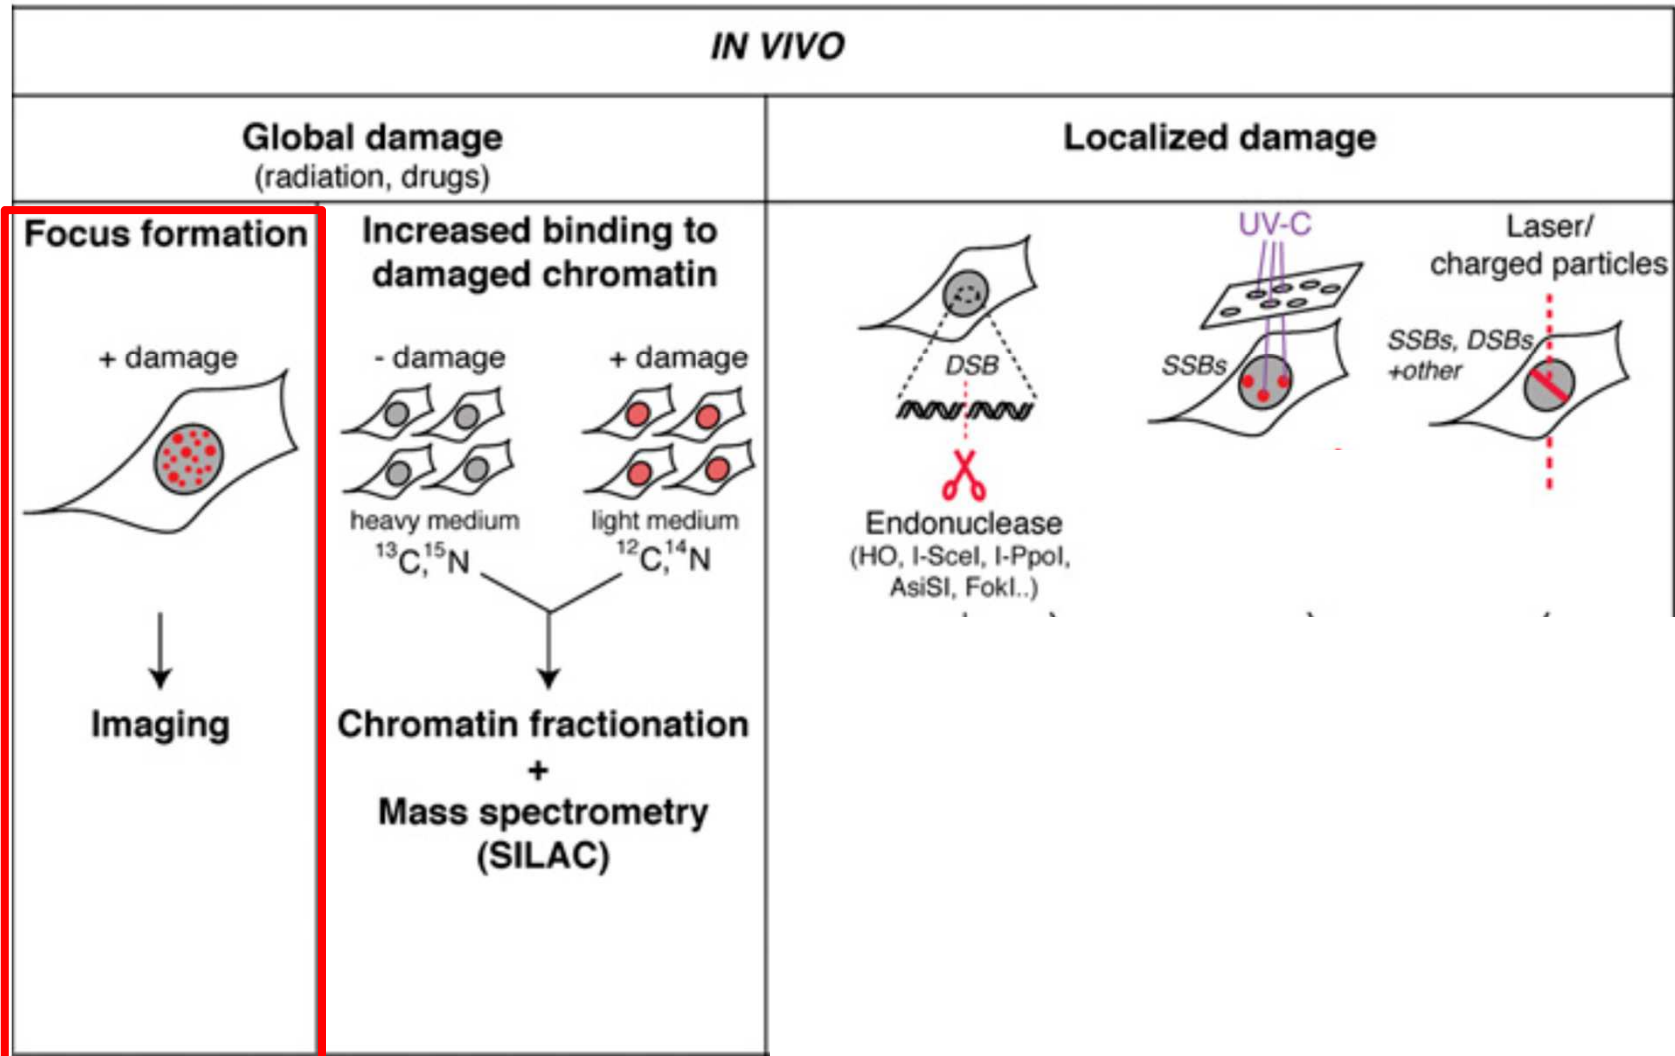 IN VIVO
Global damage
(radiation, drugs)
Localized damage
Focus formation
+ damage
Imaging
Increased binding to
damaged chromatin
- damage
+ damage
heavy medium
¹³C,¹⁵N
light medium
¹²C,¹⁴N
Chromatin fractionation
+
Mass spectrometry
(SILAC)
DSB
Endonuclease
(HO, I-SceI, I-PpoI,
AsiSI, FokI..)
UV-C
SSBs
Laser/
charged particles
SSBs, DSBs
+other